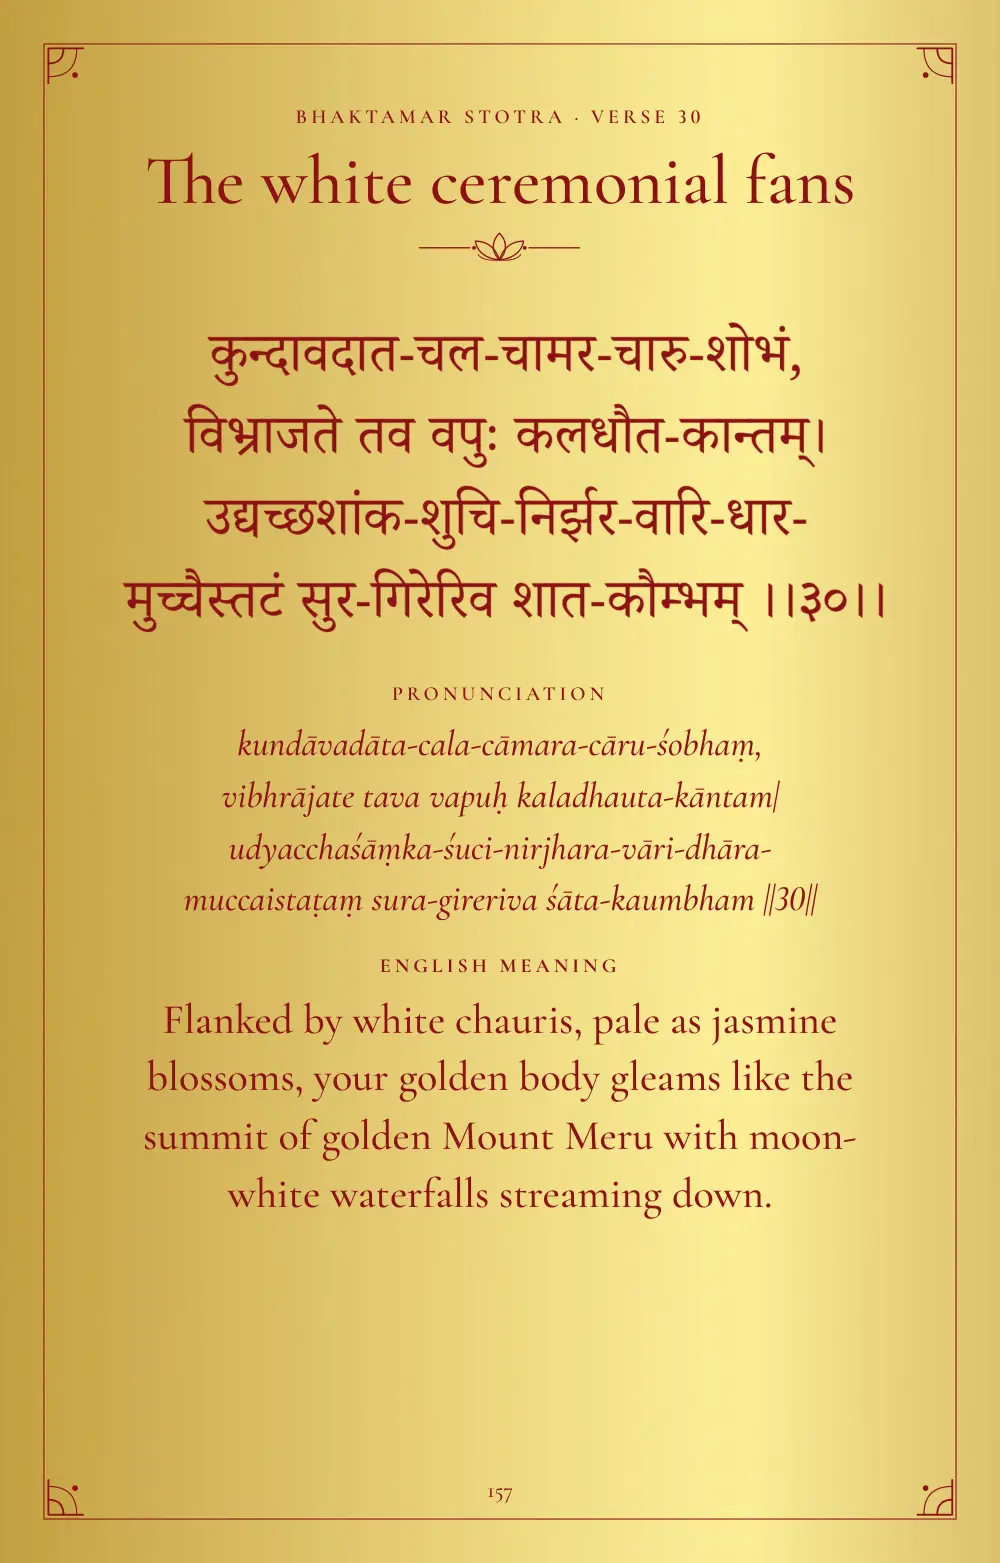 BHAKTAMAR STOTRA · VERSE 30
The white ceremonial fans
कुन्दावदात-चल-चामर-चारु-शोभं,
विभ्राजते तव वपुः कलधौत-कान्तम्।
उद्यच्छशांक-शुचि-निर्झर-वारि-धार-
मुच्चैस्तटं सुर-गिरेरिव शात-कौम्भम् ।।३०।।
PRONUNCIATION
kundāvadāta-cala-cāmara-cāru-śobhaṃ,
vibhrājate tava vapuḥ kaladhauta-kāntam|
udyacchaśāṃka-śuci-nirjhara-vāri-dhāra-
muccaistaṭaṃ sura-gireriva śāta-kaumbham ||30||
ENGLISH MEANING
Flanked by white chauris, pale as jasmine
blossoms, your golden body gleams like the
summit of golden Mount Meru with moon-
white waterfalls streaming down.
157